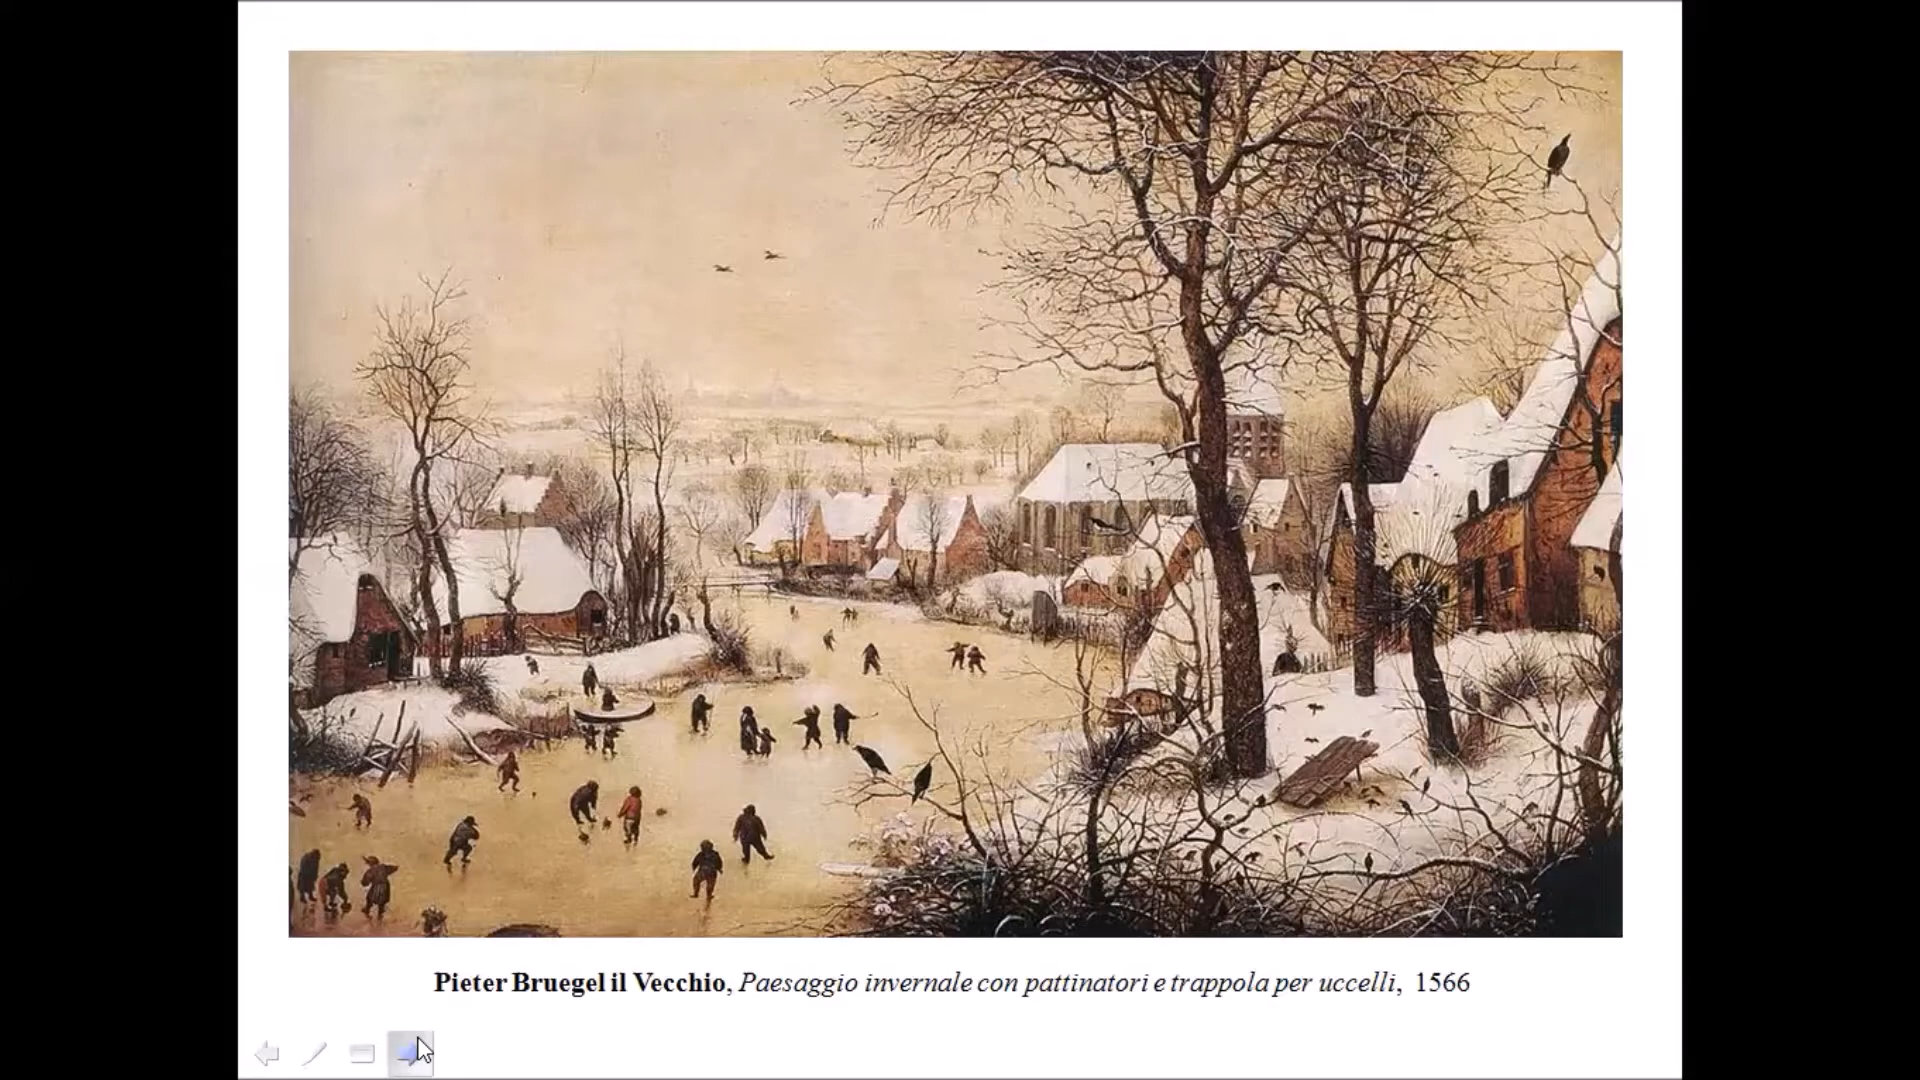 Pieter Bruegel il Vecchio, Paesaggio invernale con pattinatori e trappola per uccelli, 1566